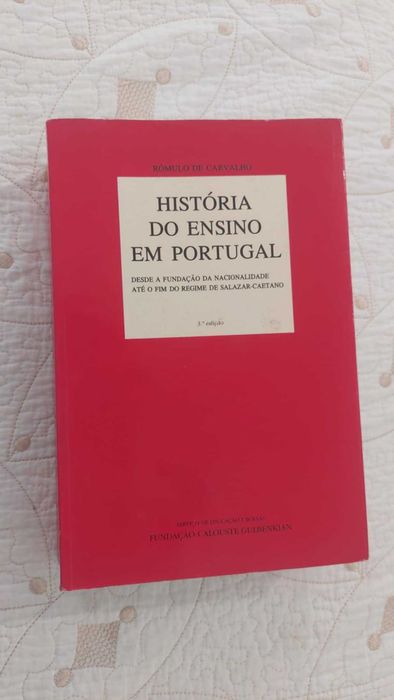 RÓMULO DE CARVALHO
HISTÓRIA
DO ENSINO
EM PORTUGAL
DESDE A FUNDAÇÃO DA NACIONALIDADE
ATÉ O FIM DO REGIME DE SALAZAR-CAETANO
3.ª edição
SERVIÇO DE EDUCAÇÃO E BOLSAS
FUNDAÇÃO CALOUSTE GULBENKIAN